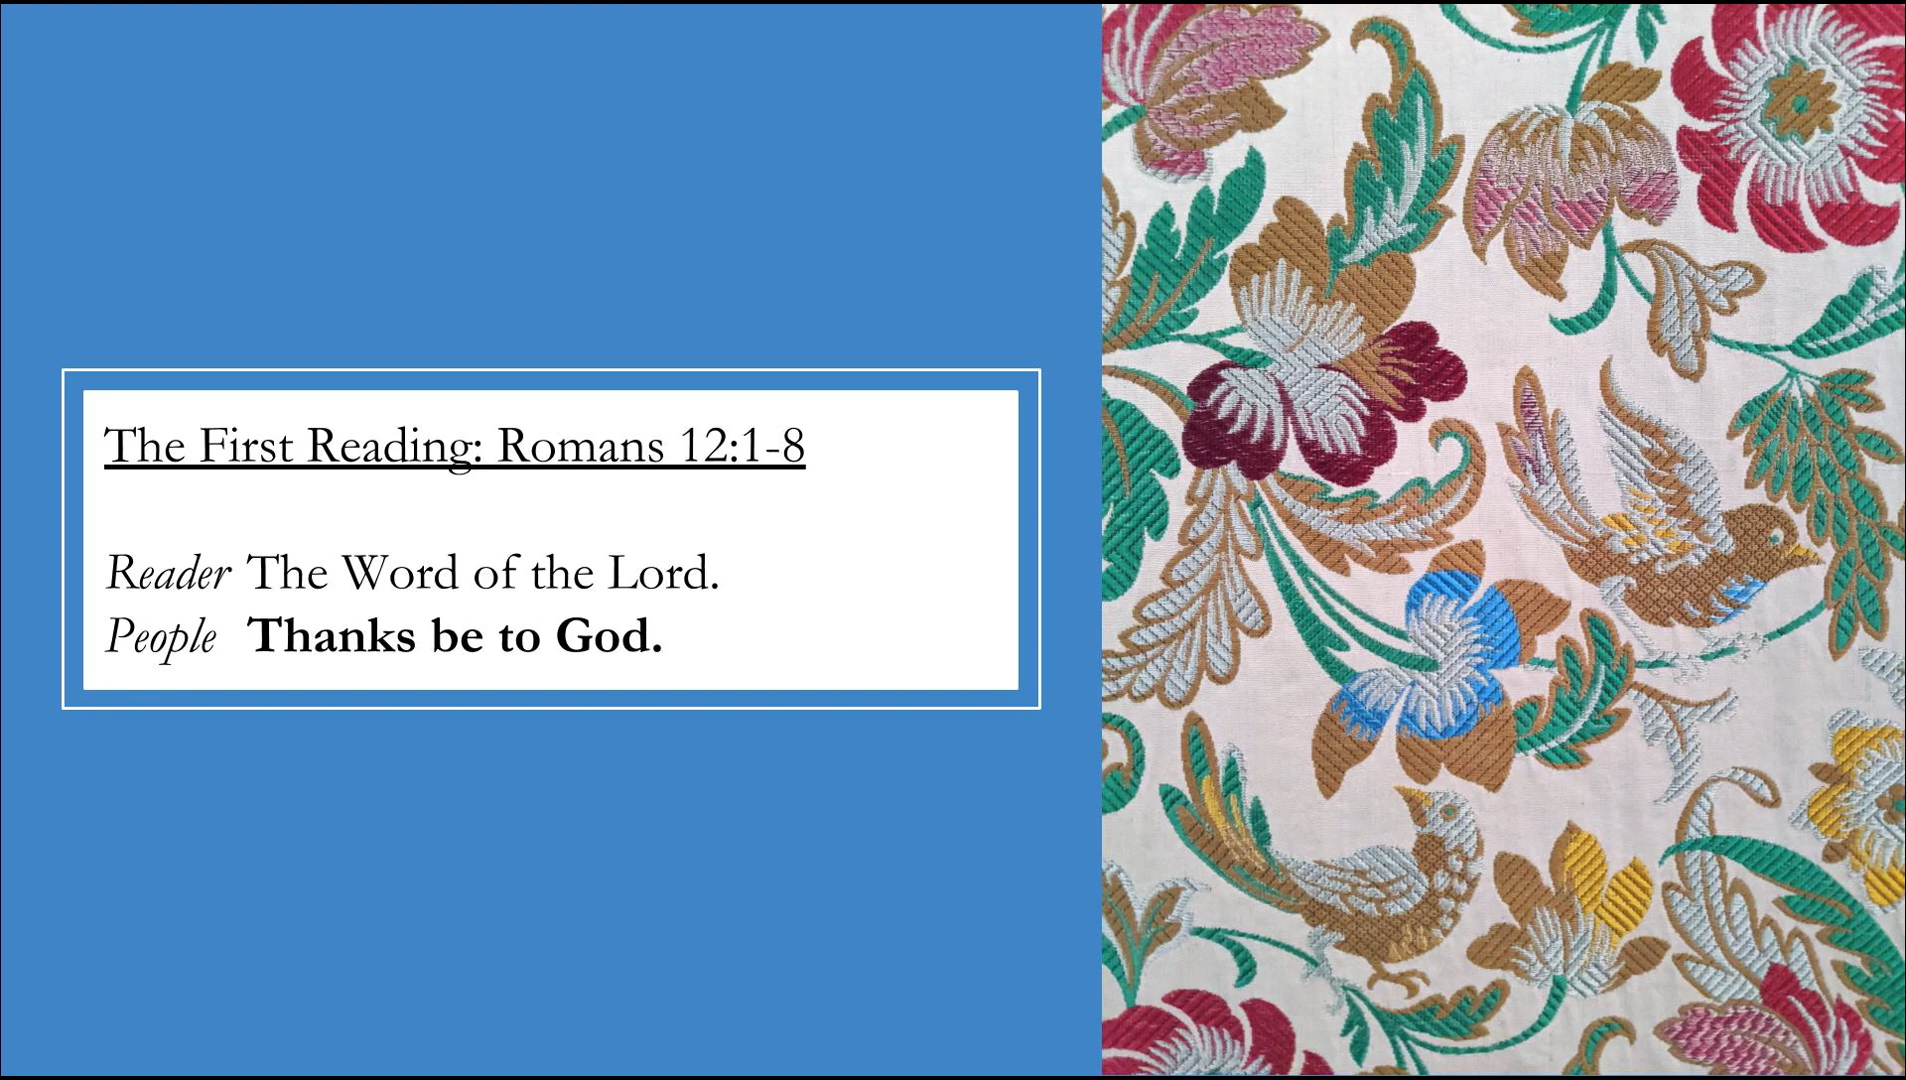 The First Reading: Romans 12:1-8
Reader The Word of the Lord.
People Thanks be to God.